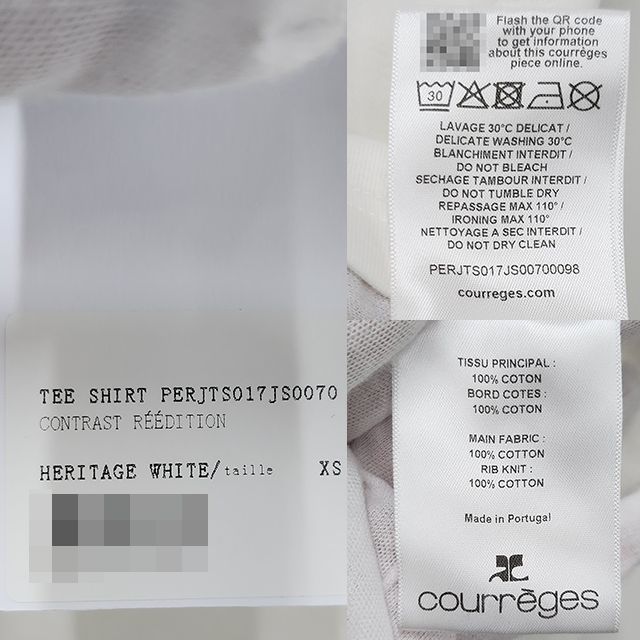 Flash the QR code
with your phone
to get information
about this courrèges
piece online.
30
LAVAGE 30°C DELICAT /
DELICATE WASHING 30°C
BLANCHIMENT INTERDIT /
DO NOT BLEACH
SECHAGE TAMBOUR INTERDIT /
DO NOT TUMBLE DRY
REPASSAGE MAX 110° /
IRONING MAX 110°
NETTOYAGE A SEC INTERDIT /
DO NOT DRY CLEAN
PERJTS017JS00700098
courreges.com
TEE SHIRT PERJTS017JS0070
CONTRAST RÉÉDITION
HERITAGE WHITE/taille XS
TISSU PRINCIPAL :
100% COTON
BORD COTES :
100% COTON
MAIN FABRIC :
100% COTTON
RIB KNIT :
100% COTTON
Made in Portugal
courrèges